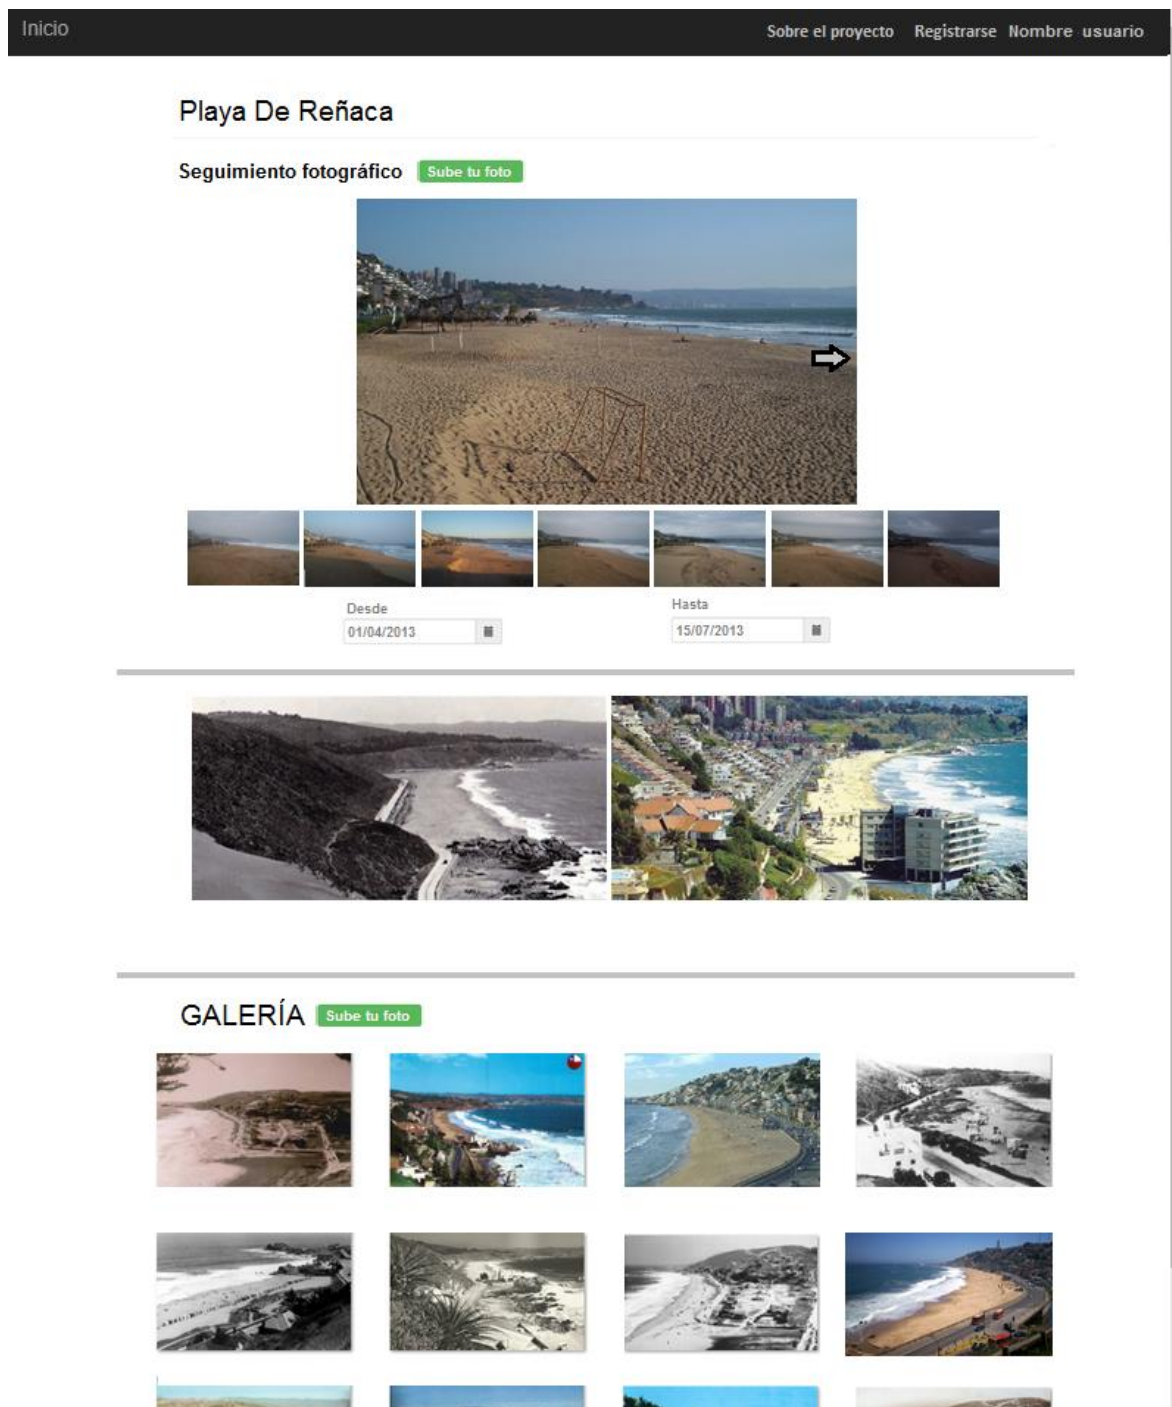 Inicio Sobre el proyecto Registrarse Nombre usuario
Playa De Reñaca
Seguimiento fotográfico Sube tu foto
Desde Hasta
01/04/2013 15/07/2013
GALERÍA Sube tu foto